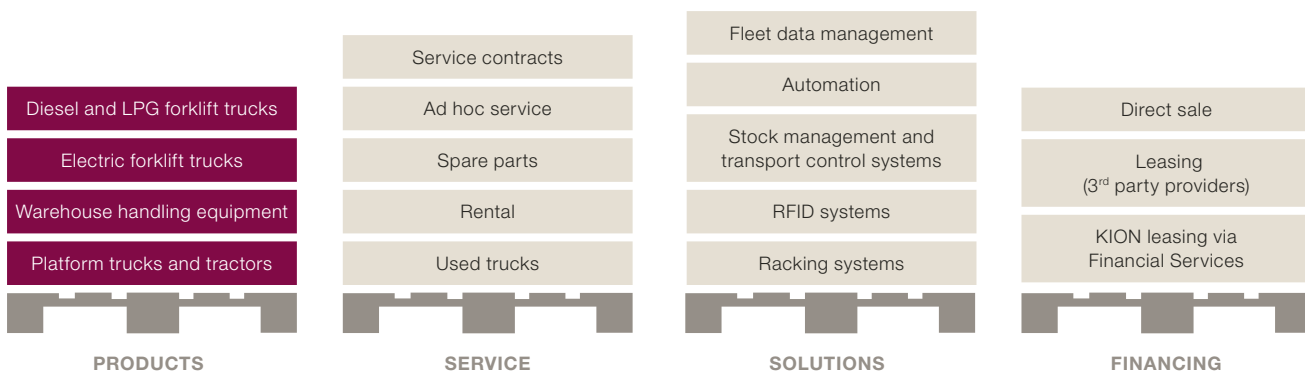 Diesel and LPG forklift trucks
Electric forklift trucks
Warehouse handling equipment
Platform trucks and tractors
PRODUCTS
Service contracts
Ad hoc service
Spare parts
Rental
Used trucks
SERVICE
Fleet data management
Automation
Stock management and
transport control systems
RFID systems
Racking systems
SOLUTIONS
Direct sale
Leasing
(3rd party providers)
KION leasing via
Financial Services
FINANCING